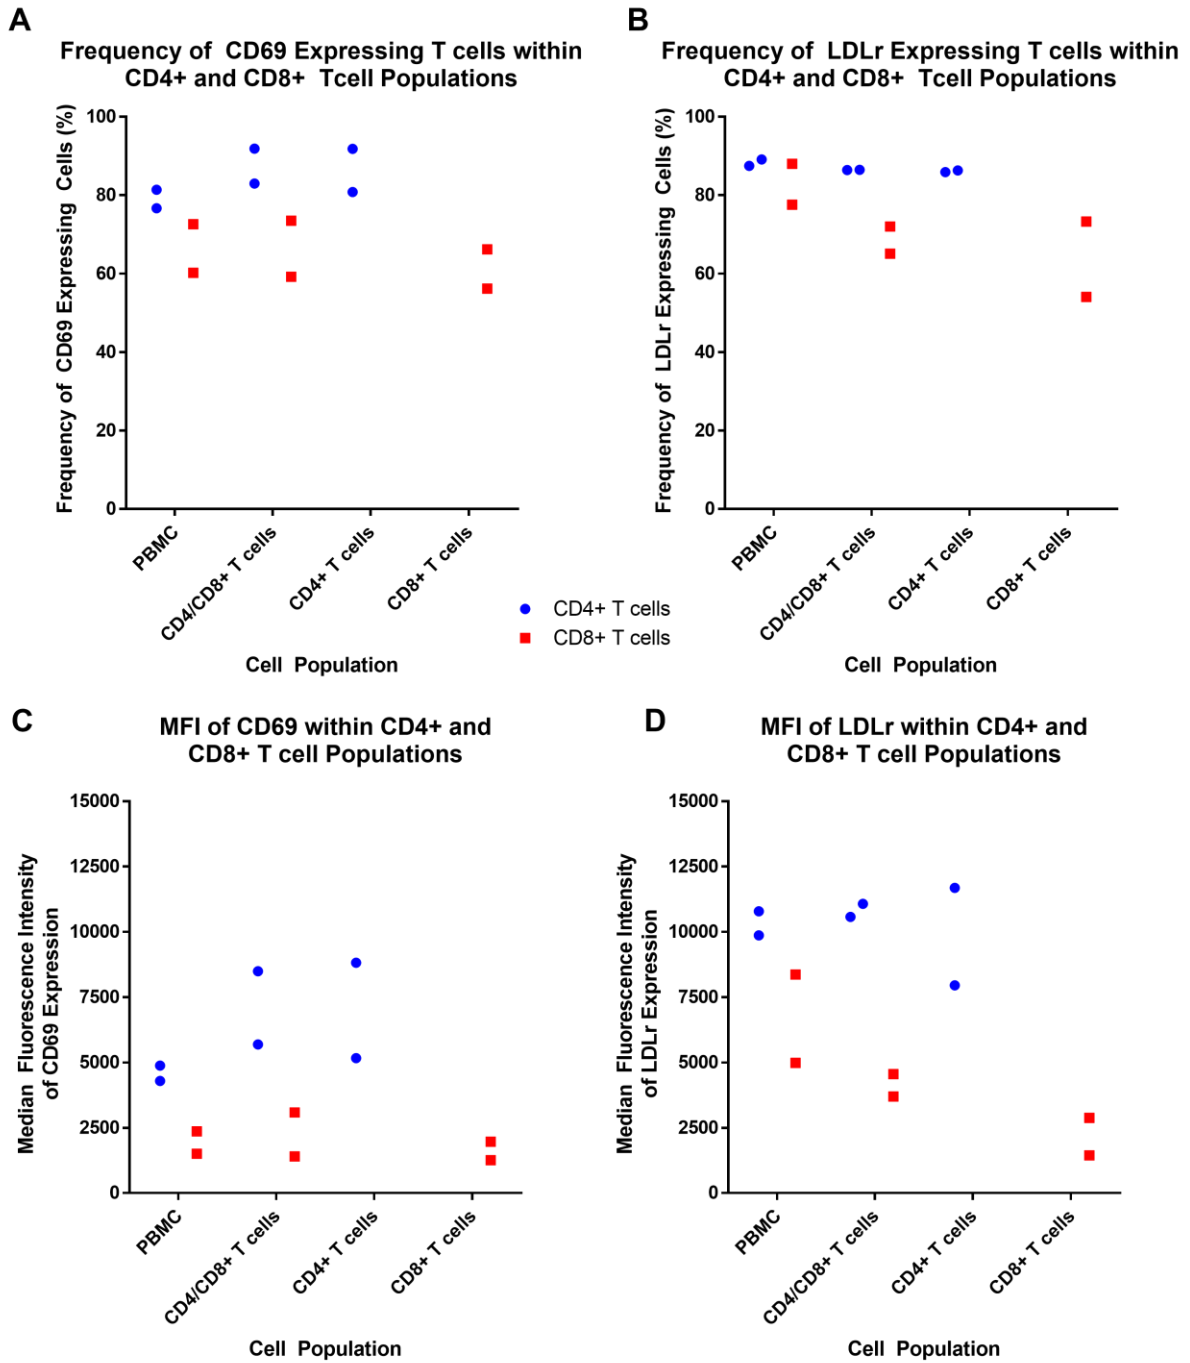 A
Frequency of CD69 Expressing T cells within
CD4+ and CD8+ Tcell Populations
Frequency of CD69 Expressing Cells (%)
100
80
60
40
20
0
PBMC
CD4/CD8+ T cells
CD4+ T cells
CD8+ T cells
Cell Population
B
Frequency of LDLr Expressing T cells within
CD4+ and CD8+ Tcell Populations
Frequency of LDLr Expressing Cells (%)
100
80
60
40
20
0
PBMC
CD4/CD8+ T cells
CD4+ T cells
CD8+ T cells
Cell Population
CD4+ T cells
CD8+ T cells
C
MFI of CD69 within CD4+ and
CD8+ T cell Populations
Median Fluorescence Intensity
of CD69 Expression
15000
12500
10000
7500
5000
2500
0
PBMC
CD4/CD8+ T cells
CD4+ T cells
CD8+ T cells
Cell Population
D
MFI of LDLr within CD4+ and
CD8+ T cell Populations
Median Fluorescence Intensity
of LDLr Expression
15000
12500
10000
7500
5000
2500
0
PBMC
CD4/CD8+ T cells
CD4+ T cells
CD8+ T cells
Cell Population